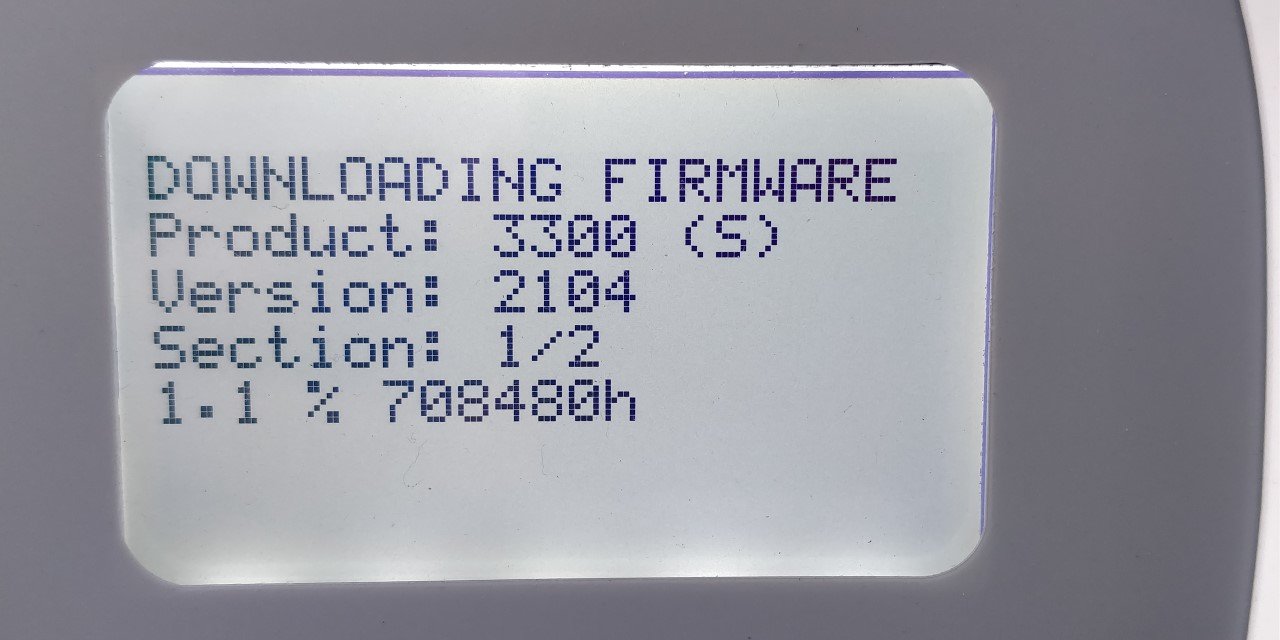 DOWNLOADING FIRMWARE
Product: 3300 (S)
Version: 2104
Section: 1/2
1.1 % 708480h